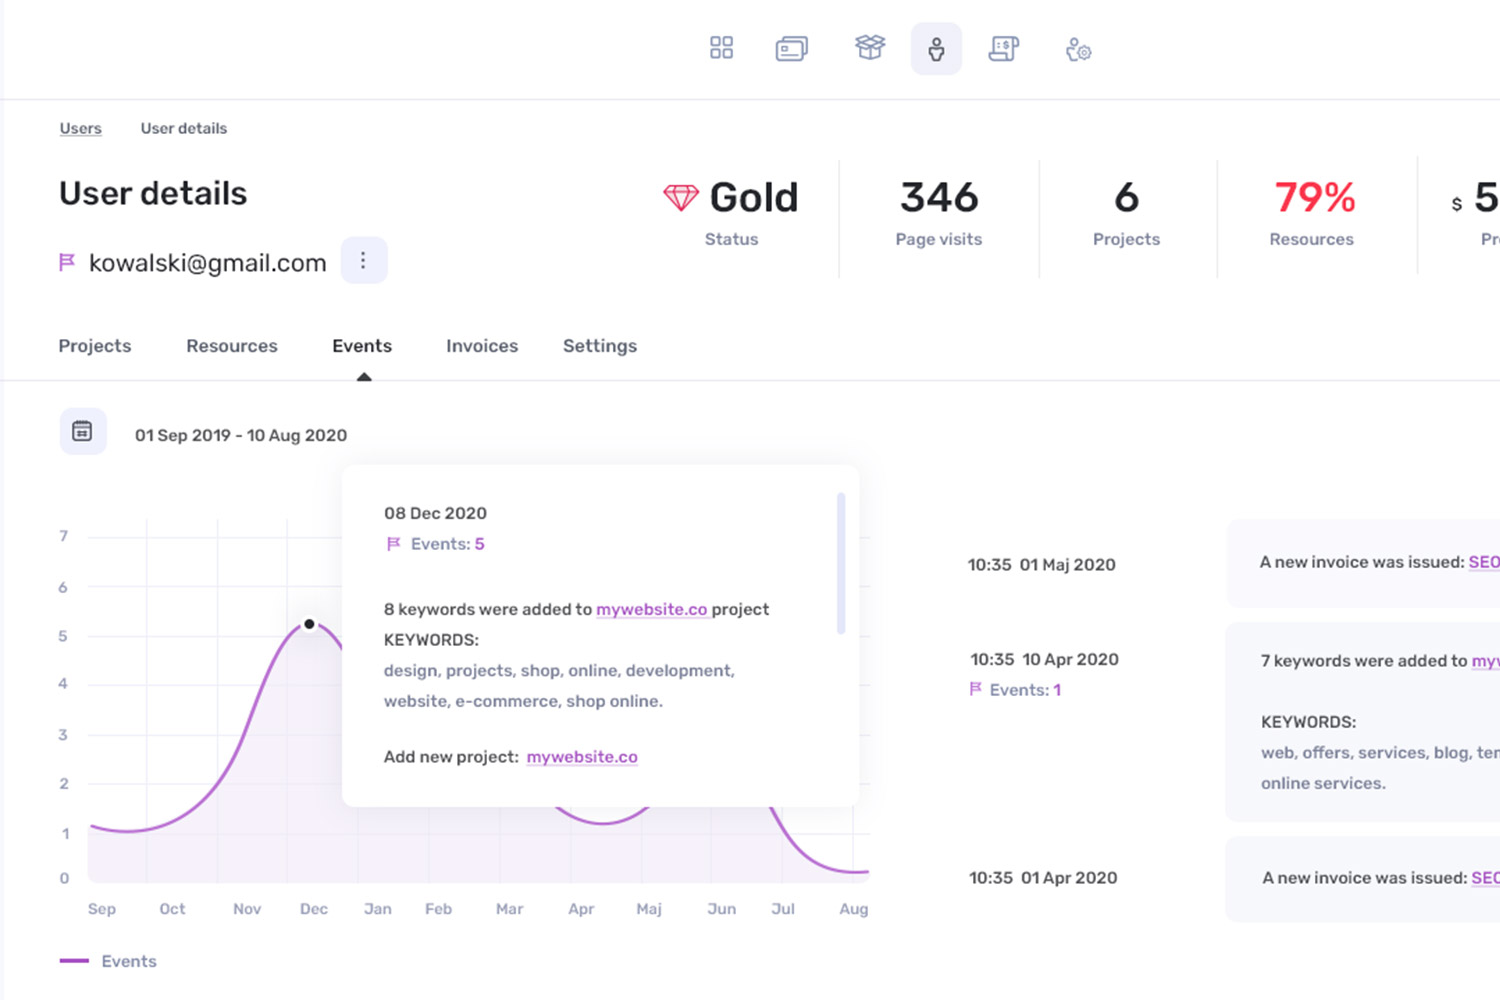 Users
User details
User details
kowalski@gmail.com
Gold
Status
346
Page visits
6
Projects
79%
Resources
$ 5
Projects
Resources
Events
Invoices
Settings
01 Sep 2019 - 10 Aug 2020
08 Dec 2020
Events: 5
8 keywords were added to mywebsite.co project
KEYWORDS:
design, projects, shop, online, development,
website, e-commerce, shop online.
Add new project: mywebsite.co
7
6
5
4
3
2
1
0
Sep
Oct
Nov
Dec
Jan
Feb
Mar
Apr
Maj
Jun
Jul
Aug
Events
10:35 01 Maj 2020
A new invoice was issued: SEO
10:35 10 Apr 2020
Events: 1
7 keywords were added to
KEYWORDS:
web, offers, services, blog,
online services.
10:35 01 Apr 2020
A new invoice was issued: SEO